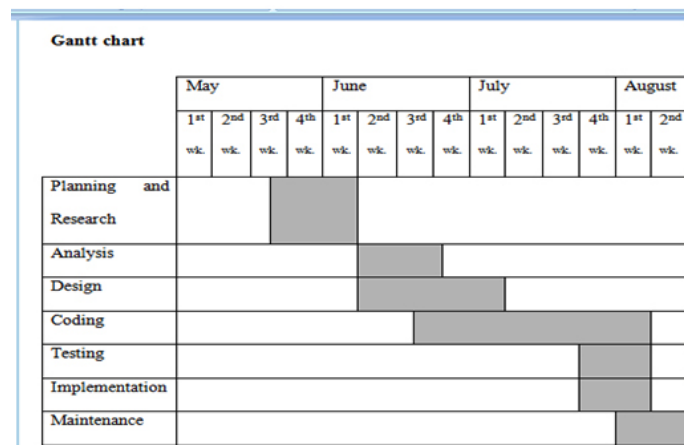 Gantt chart
May June July August
1st 2nd 3rd 4th 1st 2nd 3rd 4th 1st 2nd 3rd 4th 1st 2nd
wk. wk. wk. wk. wk. wk. wk. wk. wk. wk. wk. wk. wk. wk.
Planning and
Research
Analysis
Design
Coding
Testing
Implementation
Maintenance